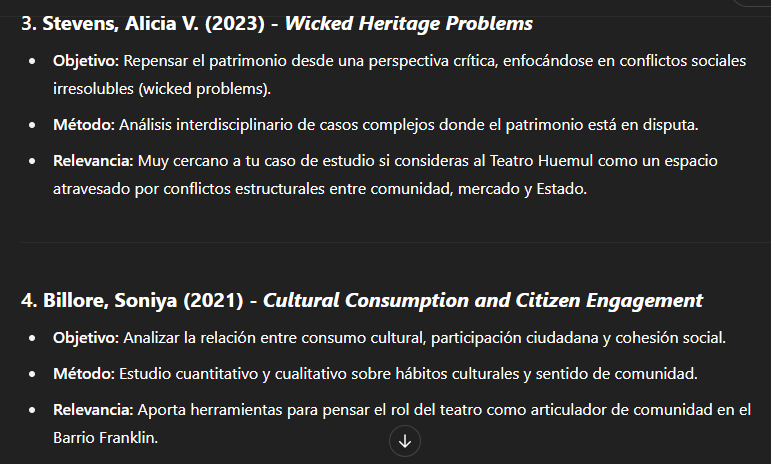 3. Stevens, Alicia V. (2023) - Wicked Heritage Problems
• Objetivo: Repensar el patrimonio desde una perspectiva crítica, enfocándose en conflictos sociales
irresolubles (wicked problems).
• Método: Análisis interdisciplinario de casos complejos donde el patrimonio está en disputa.
• Relevancia: Muy cercano a tu caso de estudio si consideras al Teatro Huemul como un espacio
atravesado por conflictos estructurales entre comunidad, mercado y Estado.
4. Billore, Soniya (2021) - Cultural Consumption and Citizen Engagement
• Objetivo: Analizar la relación entre consumo cultural, participación ciudadana y cohesión social.
• Método: Estudio cuantitativo y cualitativo sobre hábitos culturales y sentido de comunidad.
• Relevancia: Aporta herramientas para pensar el rol del teatro como articulador de comunidad en el
Barrio Franklin.